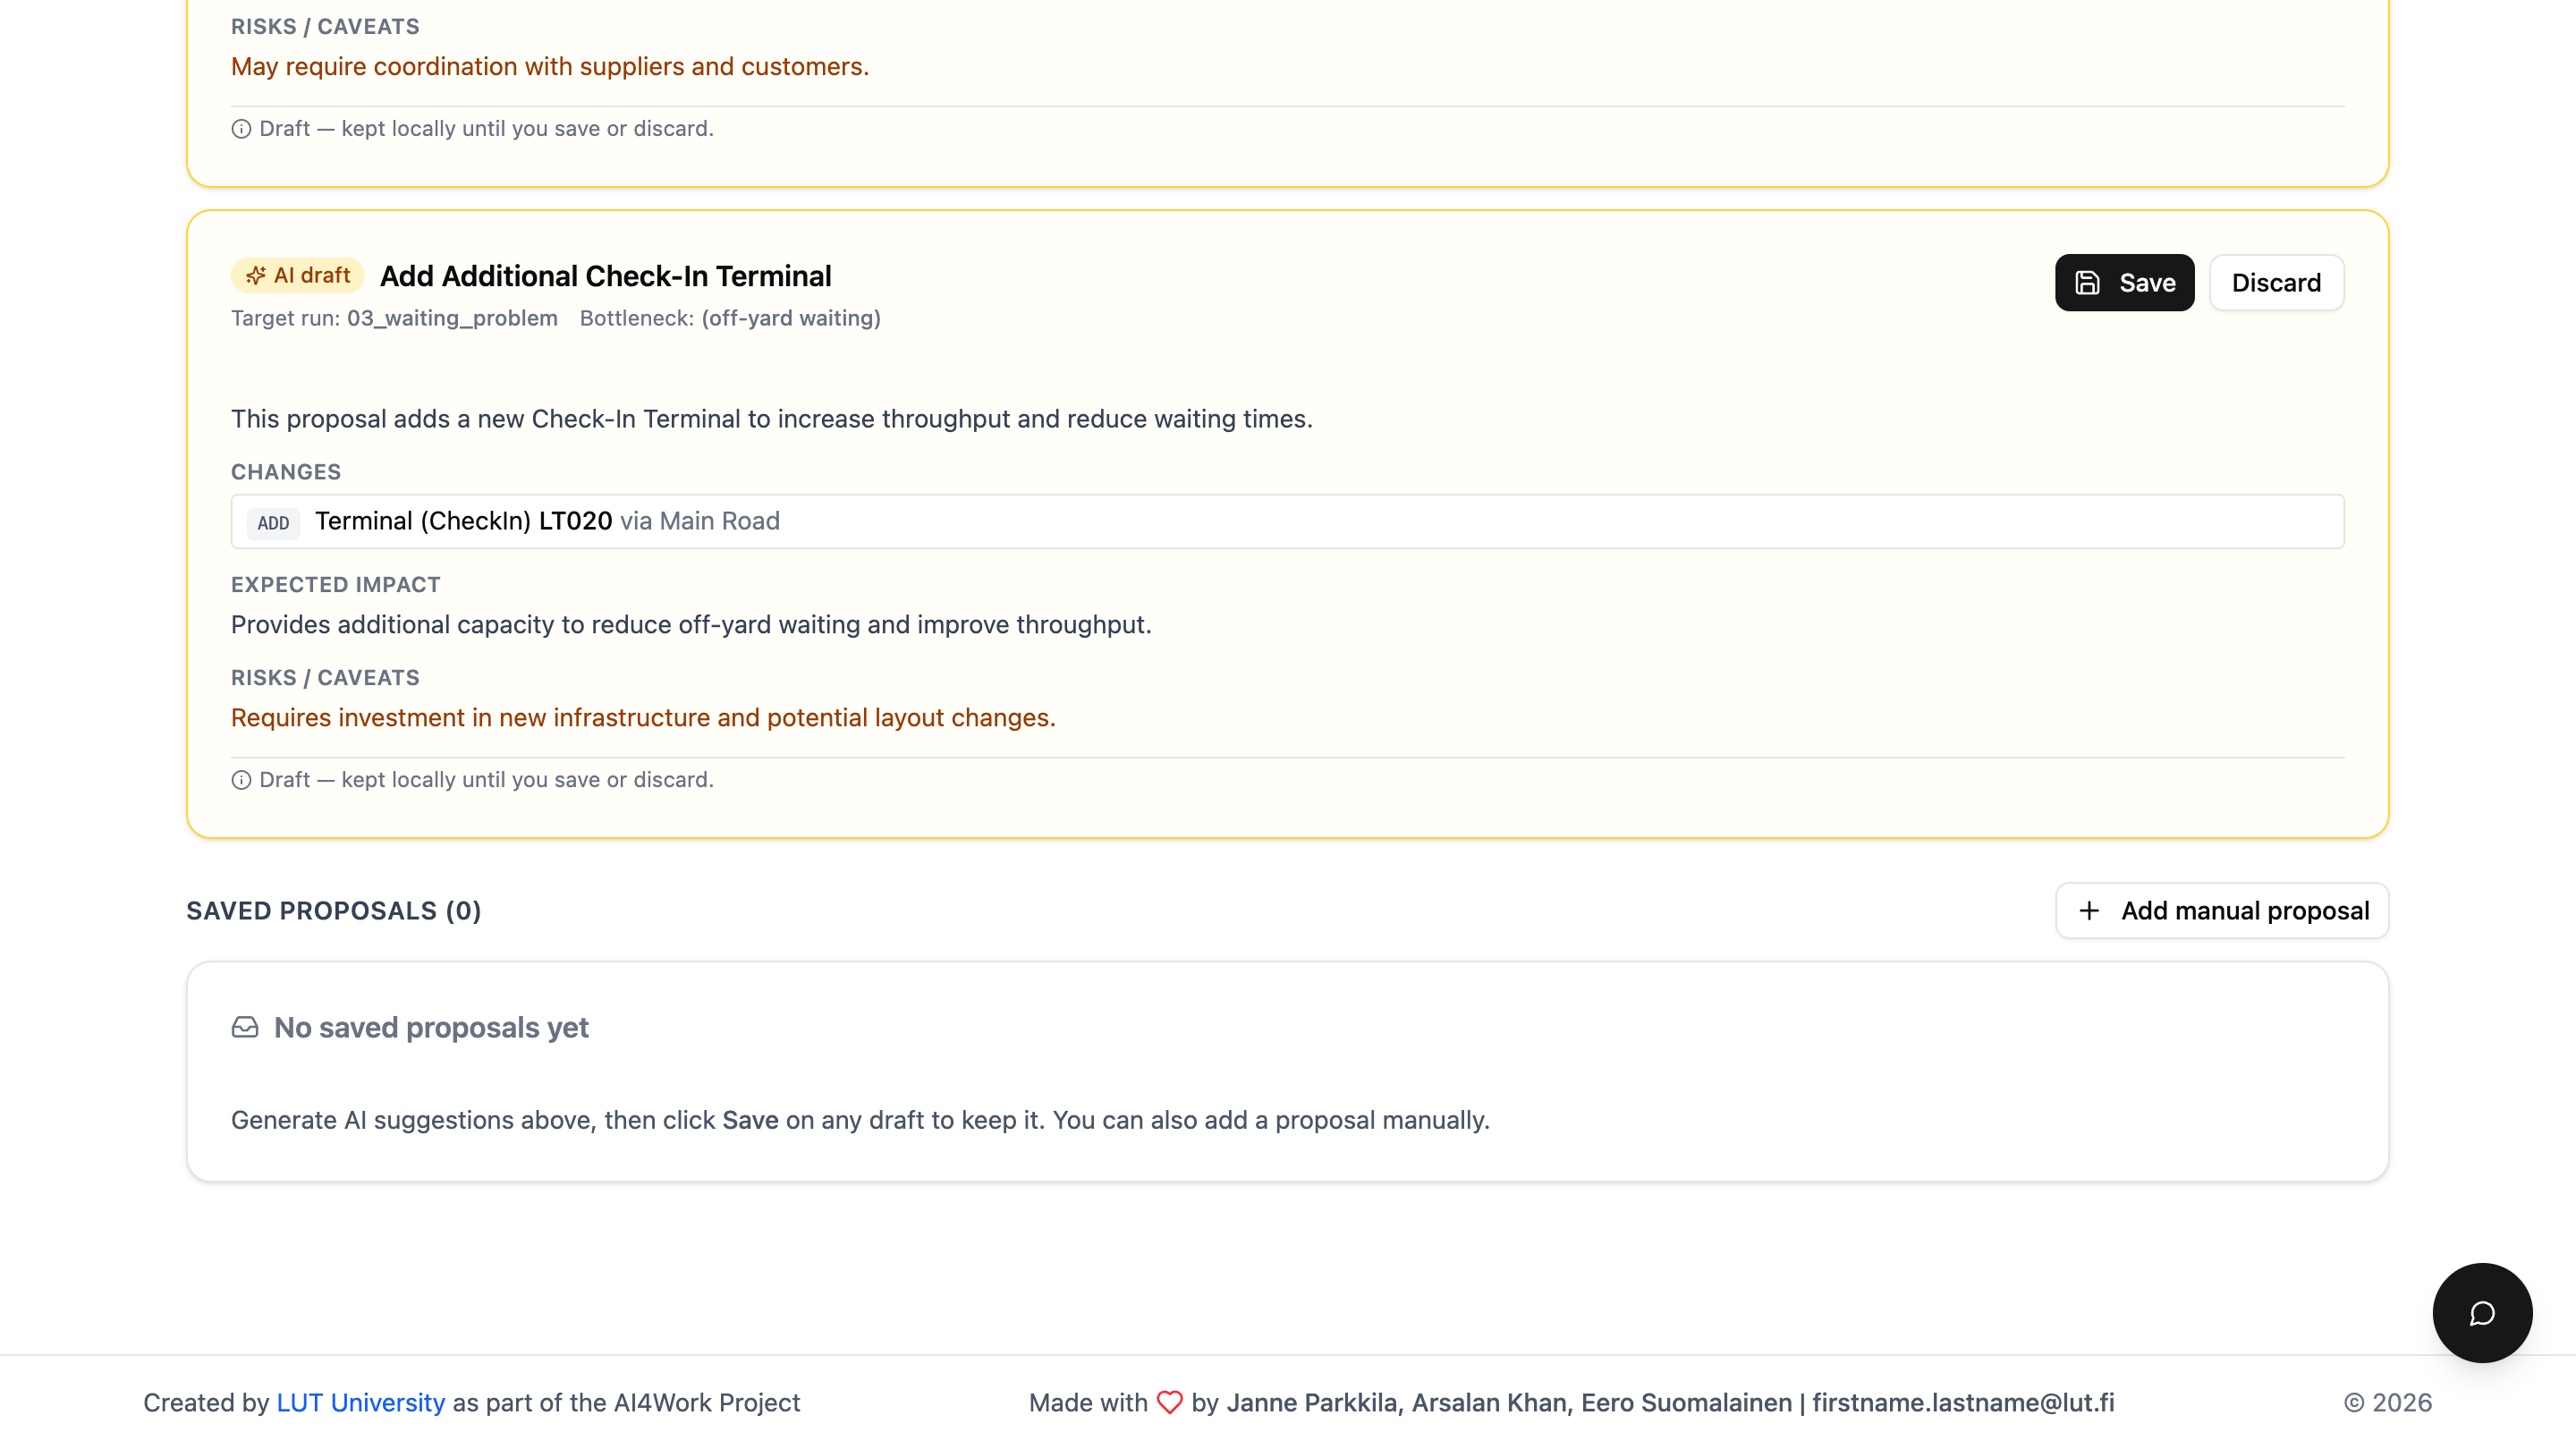 RISKS / CAVEATS
May require coordination with suppliers and customers.
Draft — kept locally until you save or discard.
AI draft Add Additional Check-In Terminal
Save Discard
Target run: 03_waiting_problem Bottleneck: (off-yard waiting)
This proposal adds a new Check-In Terminal to increase throughput and reduce waiting times.
CHANGES
ADD Terminal (CheckIn) LT020 via Main Road
EXPECTED IMPACT
Provides additional capacity to reduce off-yard waiting and improve throughput.
RISKS / CAVEATS
Requires investment in new infrastructure and potential layout changes.
Draft — kept locally until you save or discard.
SAVED PROPOSALS (0)
Add manual proposal
No saved proposals yet
Generate AI suggestions above, then click Save on any draft to keep it. You can also add a proposal manually.
Created by LUT University as part of the AI4Work Project
Made with by Janne Parkkila, Arsalan Khan, Eero Suomalainen | firstname.lastname@lut.fi
© 2026